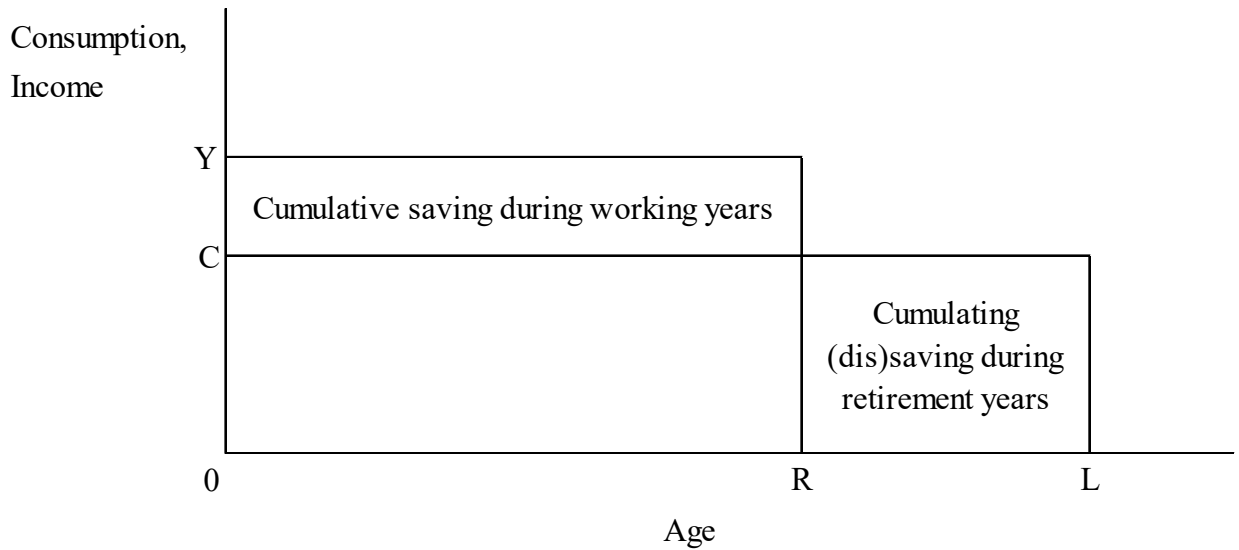 Consumption,
Income
Y
Cumulative saving during working years
C
Cumulating
(dis)saving during
retirement years
0
R
L
Age